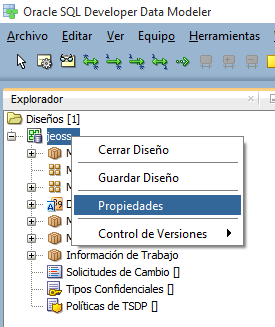 Oracle SQL Developer Data Modeler
Archivo Editar Ver Equipo Herramientas
Explorador
Diseños [1]
jeoss
Cerrar Diseño
Guardar Diseño
Propiedades
Control de Versiones
Información de Trabajo
Solicitudes de Cambio []
Tipos Confidenciales []
Políticas de TSDP []